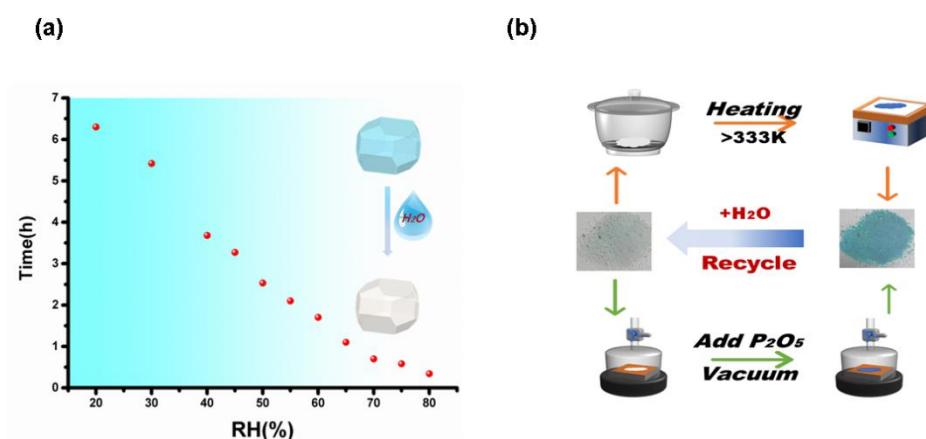 (a)
(b)
7
6
5
4
3
2
1
0
Time(h)
20
30
40
50
60
70
80
RH(%)
H₂O
Heating
>333K
+H₂O
Recycle
Add P₂O₅
Vacuum